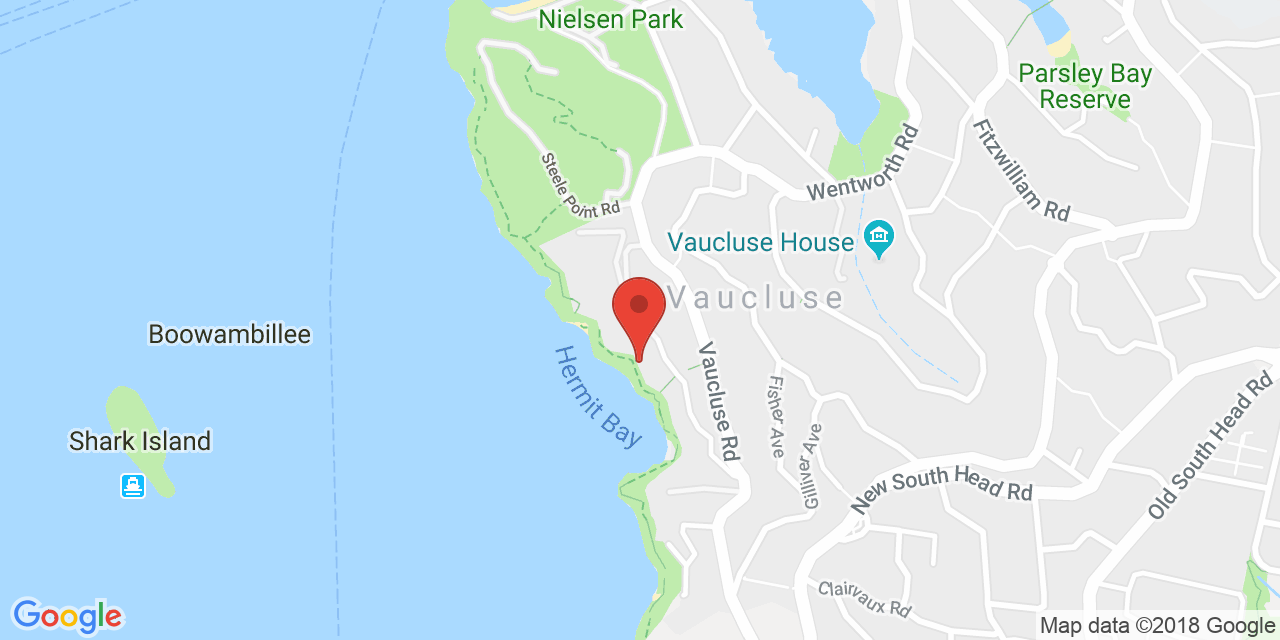 Nielsen Park
Parsley Bay
Reserve
Steele Point Rd
Wentworth Rd
Fitzwilliam Rd
Vaucluse House
Vaucluse
Boowambillee
Hermit Bay
Vaucluse Rd
Fisher Ave
Gilliver Ave
Old South Head Rd
Shark Island
New South Head Rd
Clairvaux Rd
Google
Map data ©2018 Google